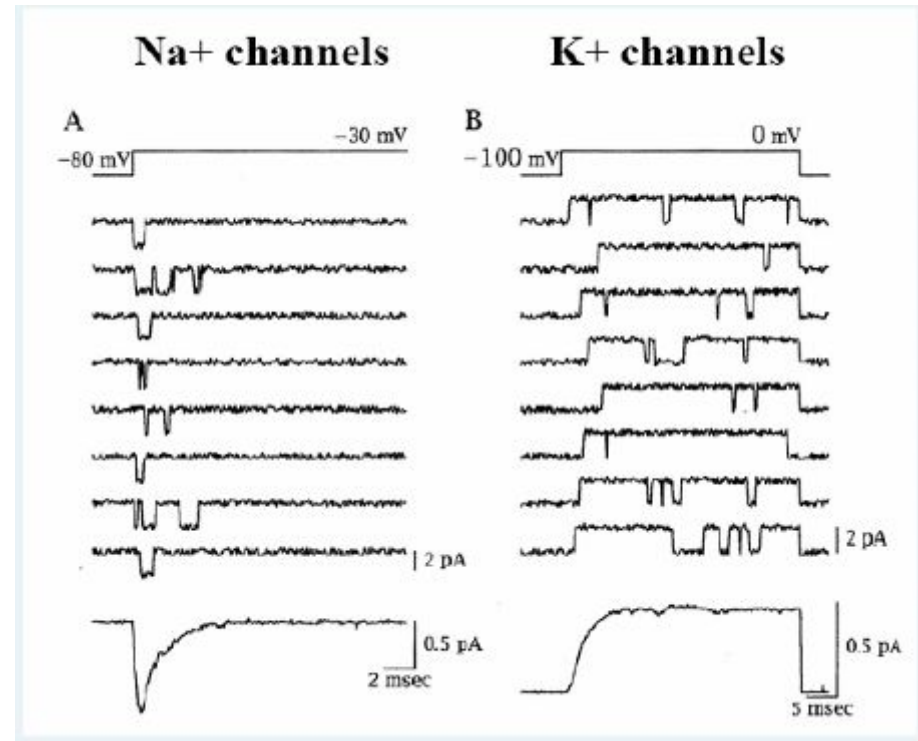 Na+ channels
K+ channels
A
−30 mV
−80 mV
B
0 mV
−100 mV
2 pA
2 pA
0.5 pA
2 msec
0.5 pA
5 msec